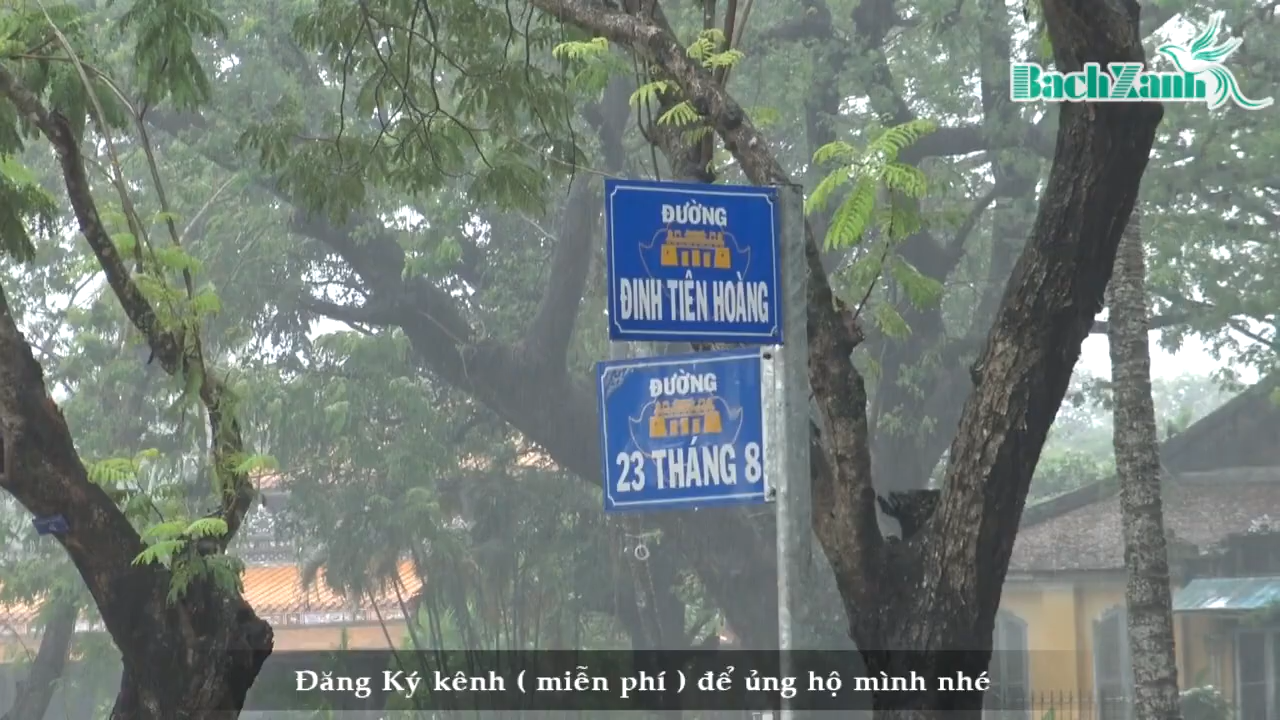 BachXanh
ĐƯỜNG
ĐINH TIÊN HOÀNG
ĐƯỜNG
23 THÁNG 8
Đăng Ký kênh ( miễn phí ) để ủng hộ mình nhé